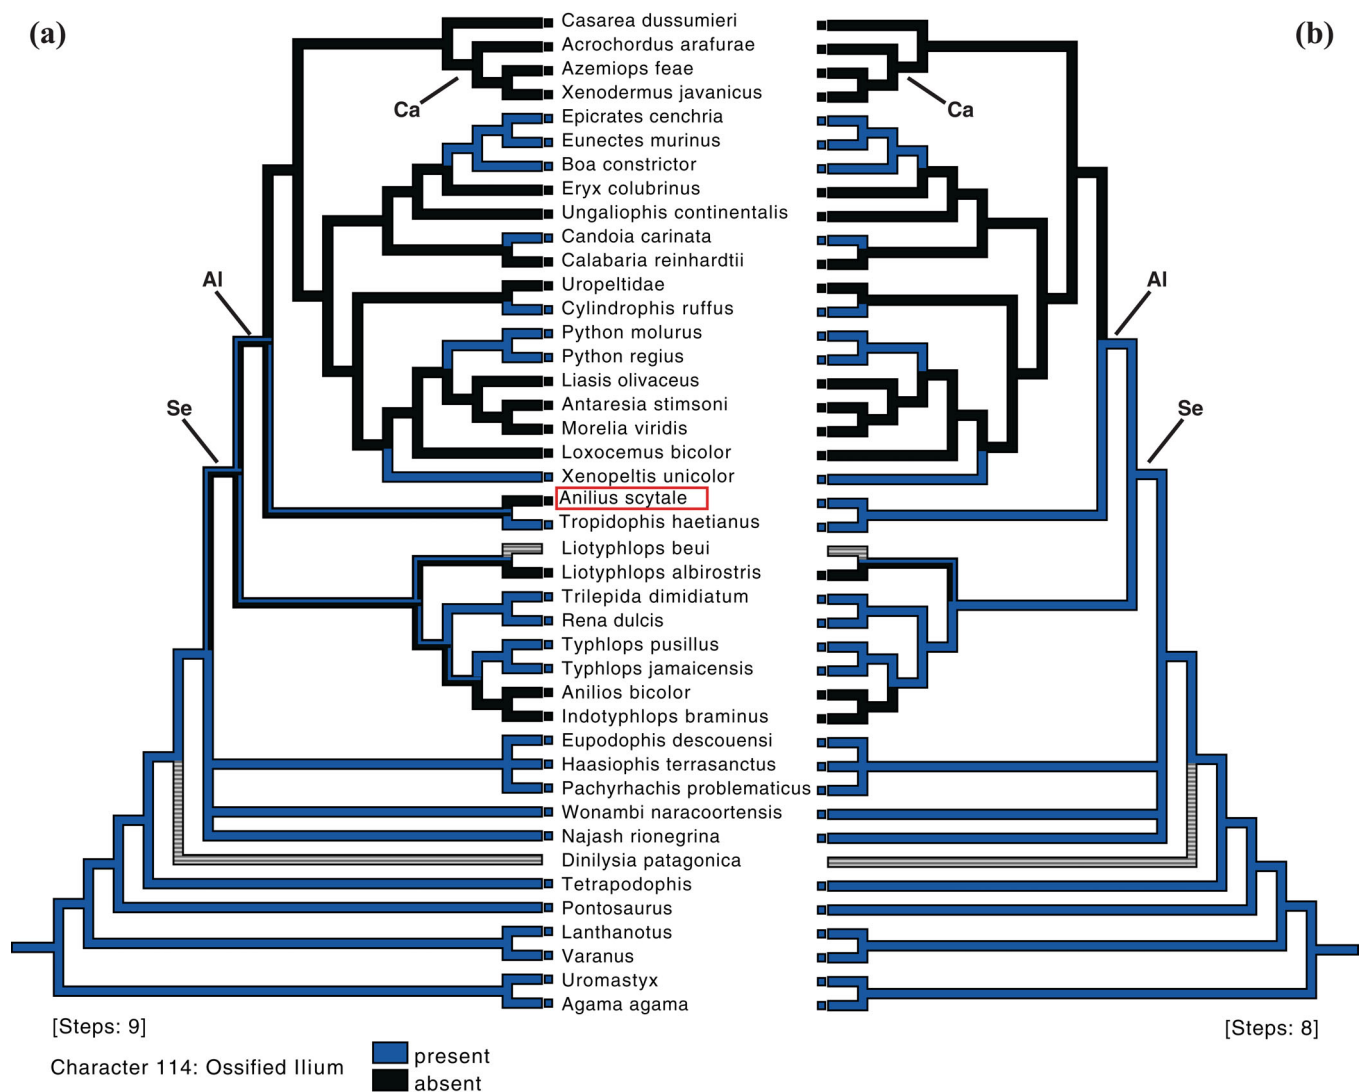 (a)
(b)
Casarea dussumieri
Acrochordus arafurae
Azemiops feae
Xenodermus javanicus
Ca
Ca
Epicrates cenchria
Eunectes murinus
Boa constrictor
Eryx colubrinus
Ungaliophis continentalis
Candoia carinata
Calabaria reinhardtii
Al
Al
Uropeltidae
Cylindrophis ruffus
Python molurus
Python regius
Liasis olivaceus
Antaresia stimsoni
Se
Se
Morelia viridis
Loxocemus bicolor
Xenopeltis unicolor
Anilius scytale
Tropidophis haetianus
Liotyphlops beui
Liotyphlops albirostris
Trilepida dimidiatum
Rena dulcis
Typhlops pusillus
Typhlops jamaicensis
Anilios bicolor
Indotyphlops braminus
Eupodophis descouensi
Haasiophis terrasanctus
Pachyrhachis problematicus
Wonambi naracoortensis
Najash rionegrina
Dinilysia patagonica
Tetrapodophis
Pontosaurus
Lanthanotus
Varanus
Uromastyx
Agama agama
[Steps: 9]
[Steps: 8]
Character 114: Ossified Ilium
present
absent